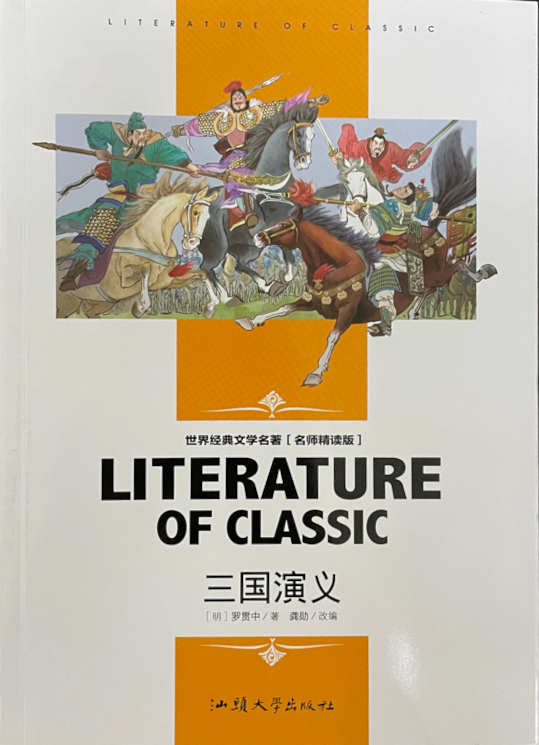 LITERATURE OF CLASSIC
世界经典文学名著［名师精读版］
LITERATURE
OF CLASSIC
三国演义
［明］罗贯中／著 龚勋／改编
汕頭大學出版社